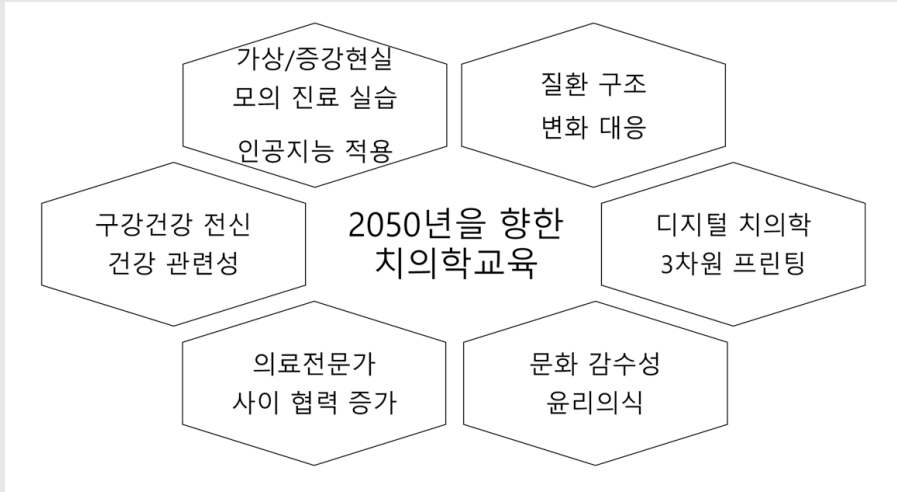 가상/증강현실
모의 진료 실습
인공지능 적용
질환 구조
변화 대응
구강건강 전신
건강 관련성
2050년을 향한
치의학교육
디지털 치의학
3차원 프린팅
의료전문가
사이 협력 증가
문화 감수성
윤리의식